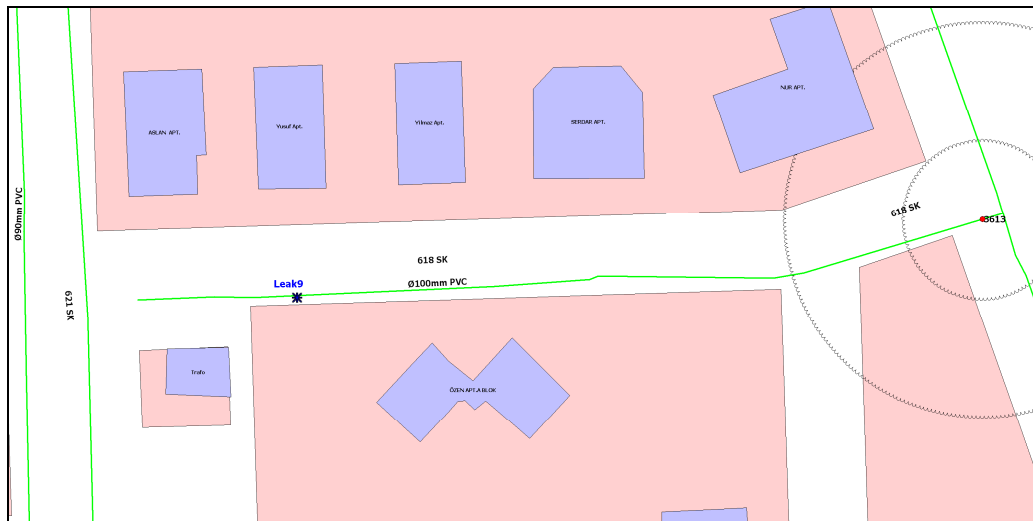 ASLAN APT.
Yusuf Apt.
Yılmaz Apt.
SERDAR APT.
NUR APT.
Ø90mm PVC
618 SK
3613
618 SK
Leak9
Ø100mm PVC
621 SK
Trafo
ÖZEN APT.A BLOK